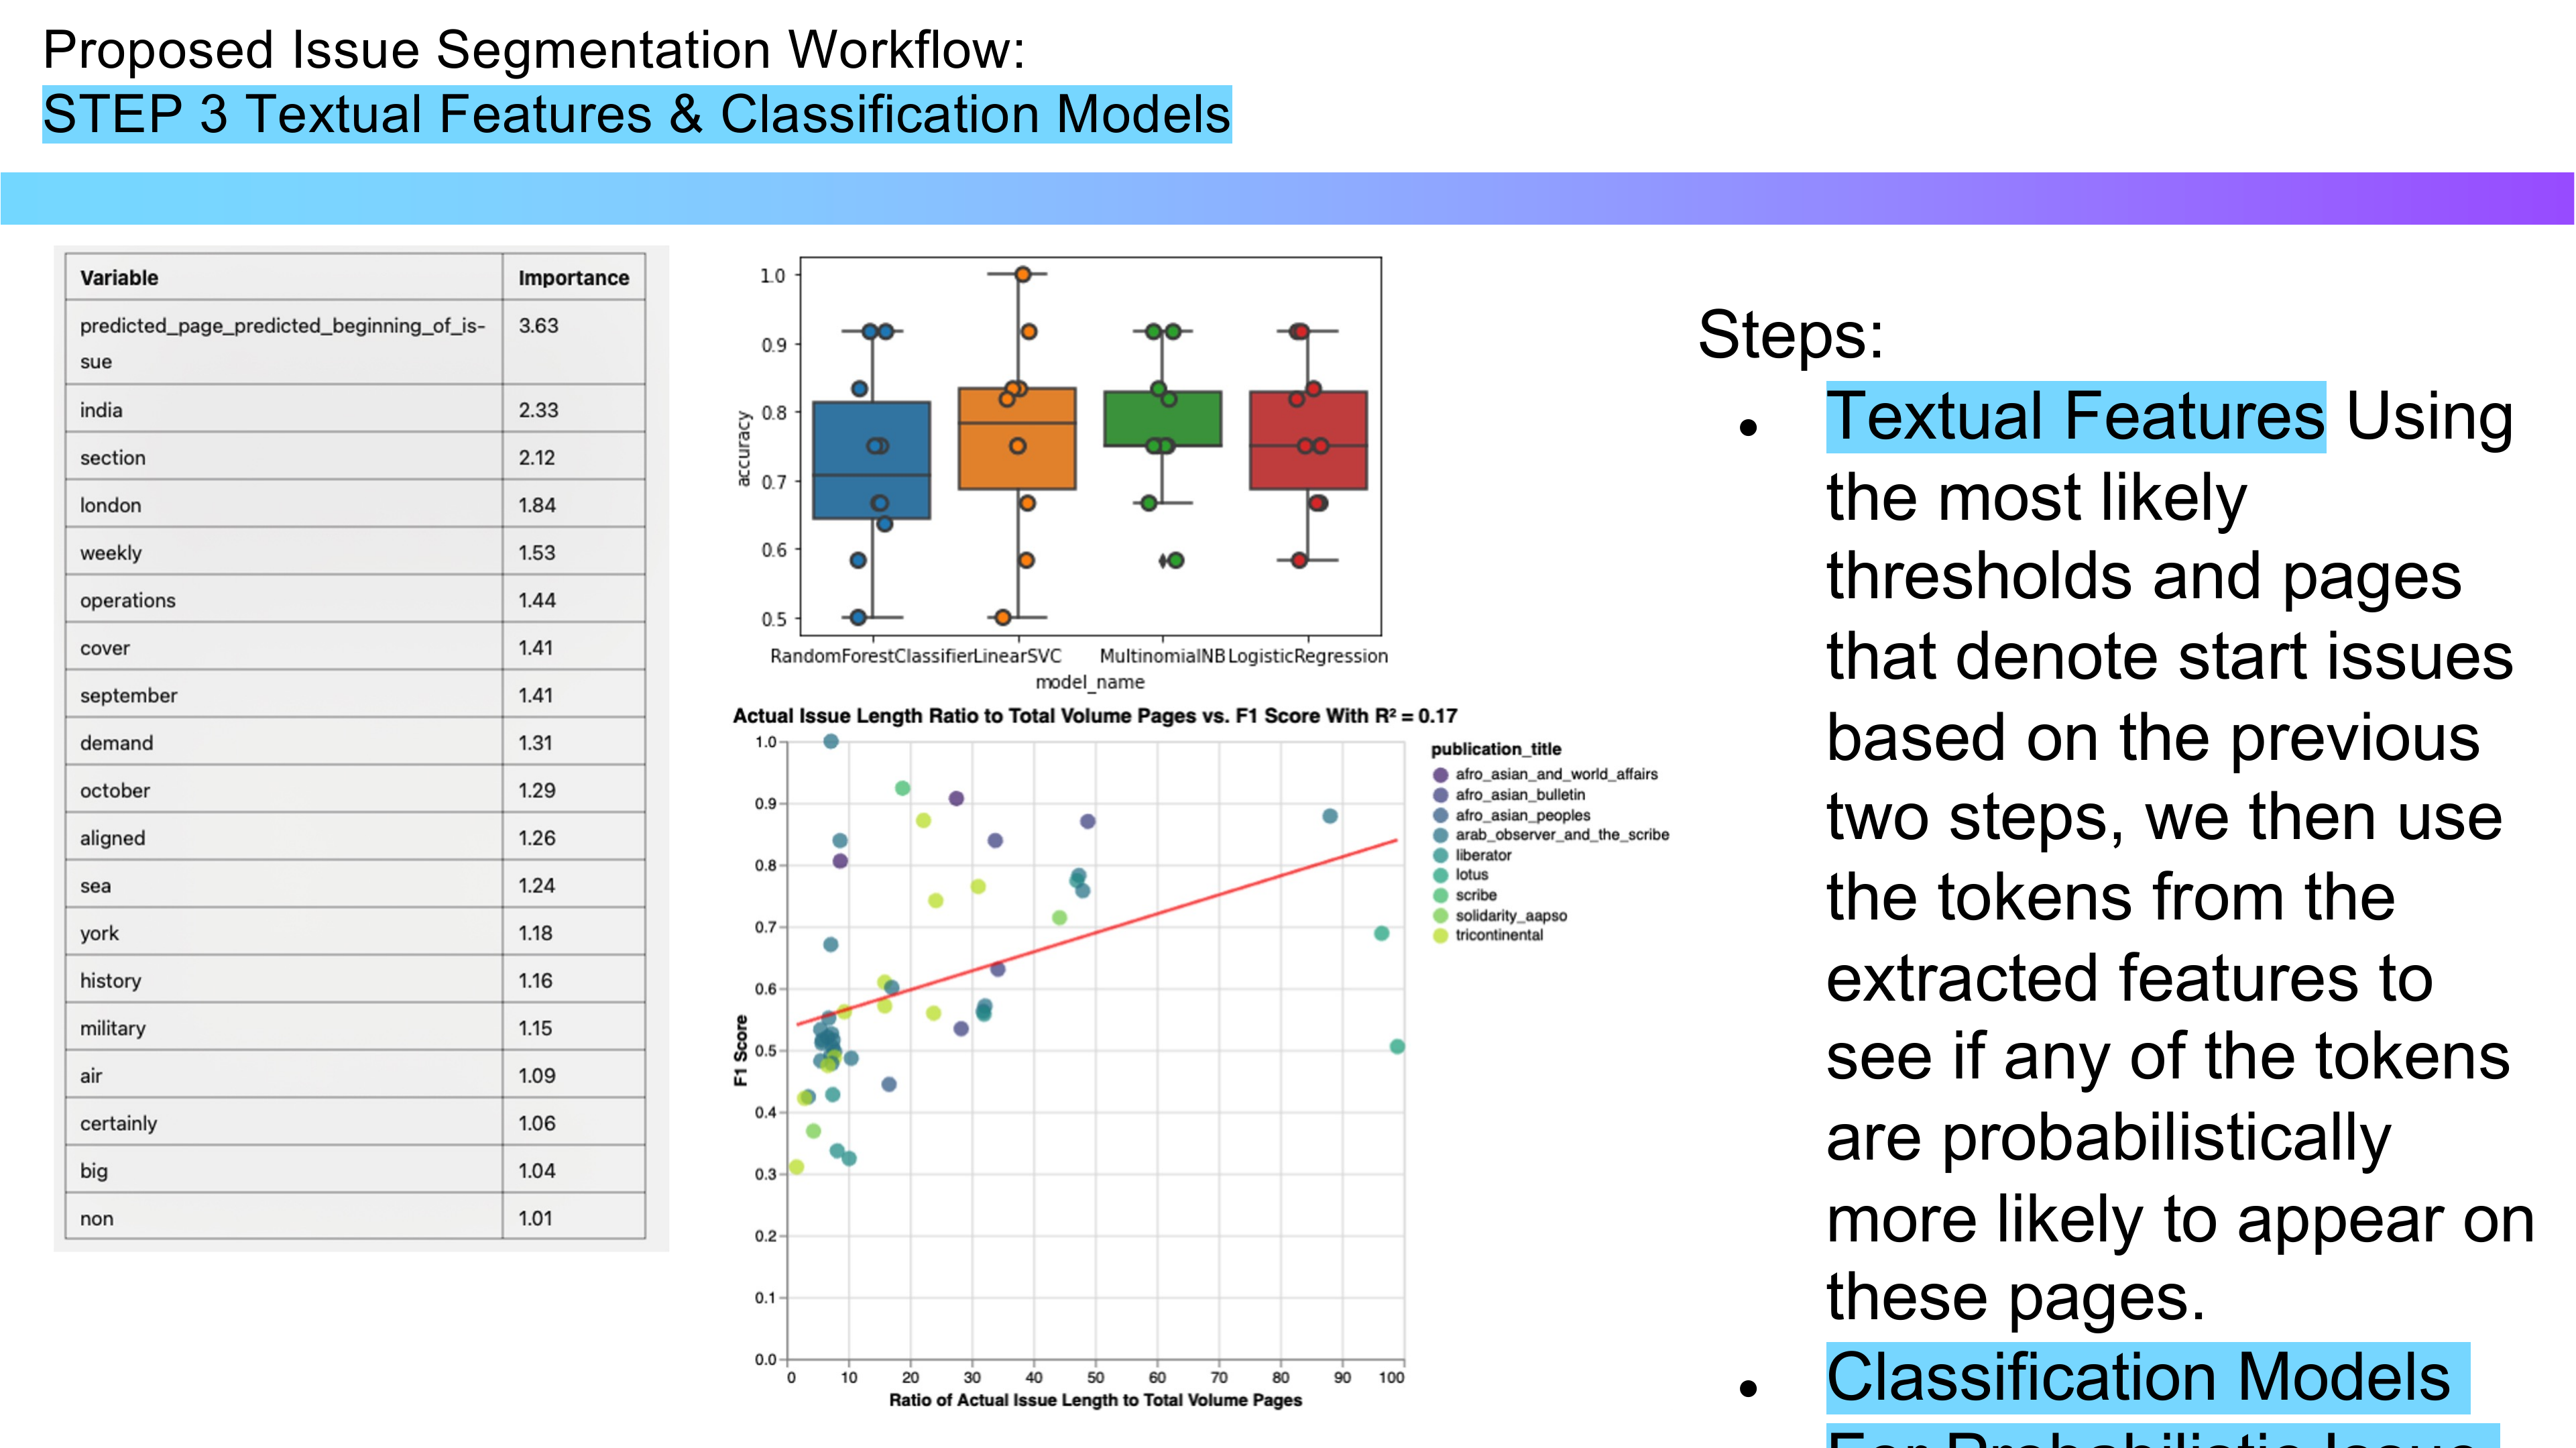 Proposed Issue Segmentation Workflow:
STEP 3 Textual Features & Classification Models
Variable Importance
predicted_page_predicted_beginning_of_is-
sue 3.63
india 2.33
section 2.12
london 1.84
weekly 1.53
operations 1.44
cover 1.41
september 1.41
demand 1.31
october 1.29
aligned 1.26
sea 1.24
york 1.18
history 1.16
military 1.15
air 1.09
certainly 1.06
big 1.04
non 1.01
1.0
0.9
0.8
0.7
0.6
0.5
accuracy
RandomForestClassifier LinearSVC MultinomialNB LogisticRegression
model_name
Actual Issue Length Ratio to Total Volume Pages vs. F1 Score With R² = 0.17
1.0
0.9
0.8
0.7
0.6
0.5
0.4
0.3
0.2
0.1
0.0
F1 Score
0 10 20 30 40 50 60 70 80 90 100
Ratio of Actual Issue Length to Total Volume Pages
publication_title
afro_asian_and_world_affairs
afro_asian_bulletin
afro_asian_peoples
arab_observer_and_the_scribe
liberator
lotus
scribe
solidarity_aapso
tricontinental
Steps:
• Textual Features Using
the most likely
thresholds and pages
that denote start issues
based on the previous
two steps, we then use
the tokens from the
extracted features to
see if any of the tokens
are probabilistically
more likely to appear on
these pages.
• Classification Models
For Probabilistic Issue